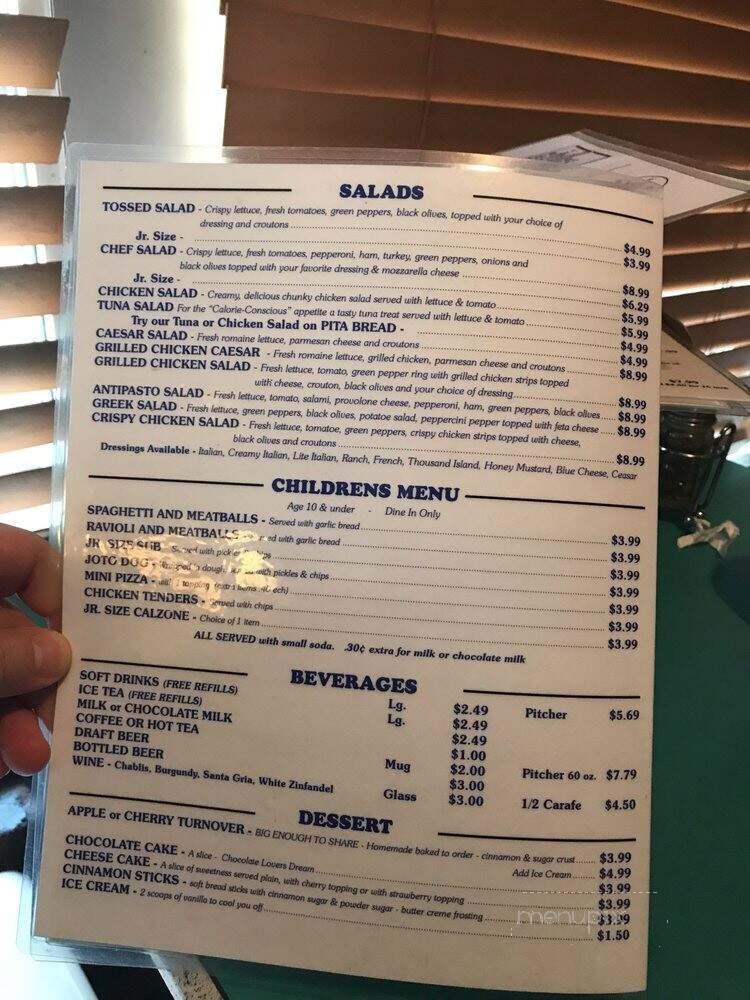 SALADS
TOSSED SALAD - Crispy lettuce, fresh tomatoes, green peppers, black olives, topped with your choice of
dressing and croutons $4.99
Jr. Size - $3.99
CHEF SALAD - Crispy lettuce, fresh tomatoes, pepperoni, ham, turkey, green peppers, onions and
black olives topped with your favorite dressing & mozzarella cheese $8.99
Jr. Size - $6.29
CHICKEN SALAD - Creamy, delicious chunky chicken salad served with lettuce & tomato $5.99
TUNA SALAD For the "Calorie-Conscious" appetite a tasty tuna treat served with lettuce & tomato $5.99
Try our Tuna or Chicken Salad on PITA BREAD - $4.99
CAESAR SALAD - Fresh romaine lettuce, parmesan cheese and croutons $4.99
GRILLED CHICKEN CAESAR - Fresh romaine lettuce, grilled chicken, parmesan cheese and croutons $8.99
GRILLED CHICKEN SALAD - Fresh lettuce, tomato, green pepper ring with grilled chicken strips topped
with cheese, crouton, black olives and your choice of dressing $8.99
ANTIPASTO SALAD - Fresh lettuce, tomato, salami, provolone cheese, pepperoni, ham, green peppers, black olives $8.99
GREEK SALAD - Fresh lettuce, green peppers, black olives, potatoe salad, peppercini pepper topped with feta cheese $8.99
CRISPY CHICKEN SALAD - Fresh lettuce, tomatoe, green peppers, crispy chicken strips topped with cheese,
black olives and croutons $8.99
Dressings Available - Italian, Creamy Italian, Lite Italian, Ranch, French, Thousand Island, Honey Mustard, Blue Cheese, Ceasar
CHILDRENS MENU
Age 10 & under - Dine In Only
SPAGHETTI AND MEATBALLS - Served with garlic bread $3.99
RAVIOLI AND MEATBALLS with garlic bread $3.99
JR. SIZE SUB - Served with $3.99
JOTO DOG - Wrapped in dough, with pickles & chips $3.99
MINI PIZZA - with 1 topping $3.99
CHICKEN TENDERS - Served with chips $3.99
JR. SIZE CALZONE - Choice of 1 item $3.99
ALL SERVED with small soda. .30¢ extra for milk or chocolate milk
BEVERAGES
SOFT DRINKS (FREE REFILLS) Lg. $2.49 Pitcher $5.69
ICE TEA (FREE REFILLS) Lg. $2.49
MILK or CHOCOLATE MILK $2.49
COFFEE OR HOT TEA $1.00
DRAFT BEER Mug $2.00 Pitcher 60 oz. $7.79
BOTTLED BEER $3.00
WINE - Chablis, Burgundy, Santa Gria, White Zinfandel Glass $3.00 1/2 Carafe $4.50
DESSERT
APPLE or CHERRY TURNOVER - BIG ENOUGH TO SHARE - Homemade baked to order - cinnamon & sugar crust $3.99
Add Ice Cream $4.99
CHOCOLATE CAKE - A slice - Chocolate Lovers Dream $3.99
CHEESE CAKE - A slice of sweetness served plain, with cherry topping or with strawberry topping $3.99
CINNAMON STICKS - soft bread sticks with cinnamon sugar & powder sugar - butter creme frosting $3.99
ICE CREAM - 2 scoops of vanilla to cool you off $1.50